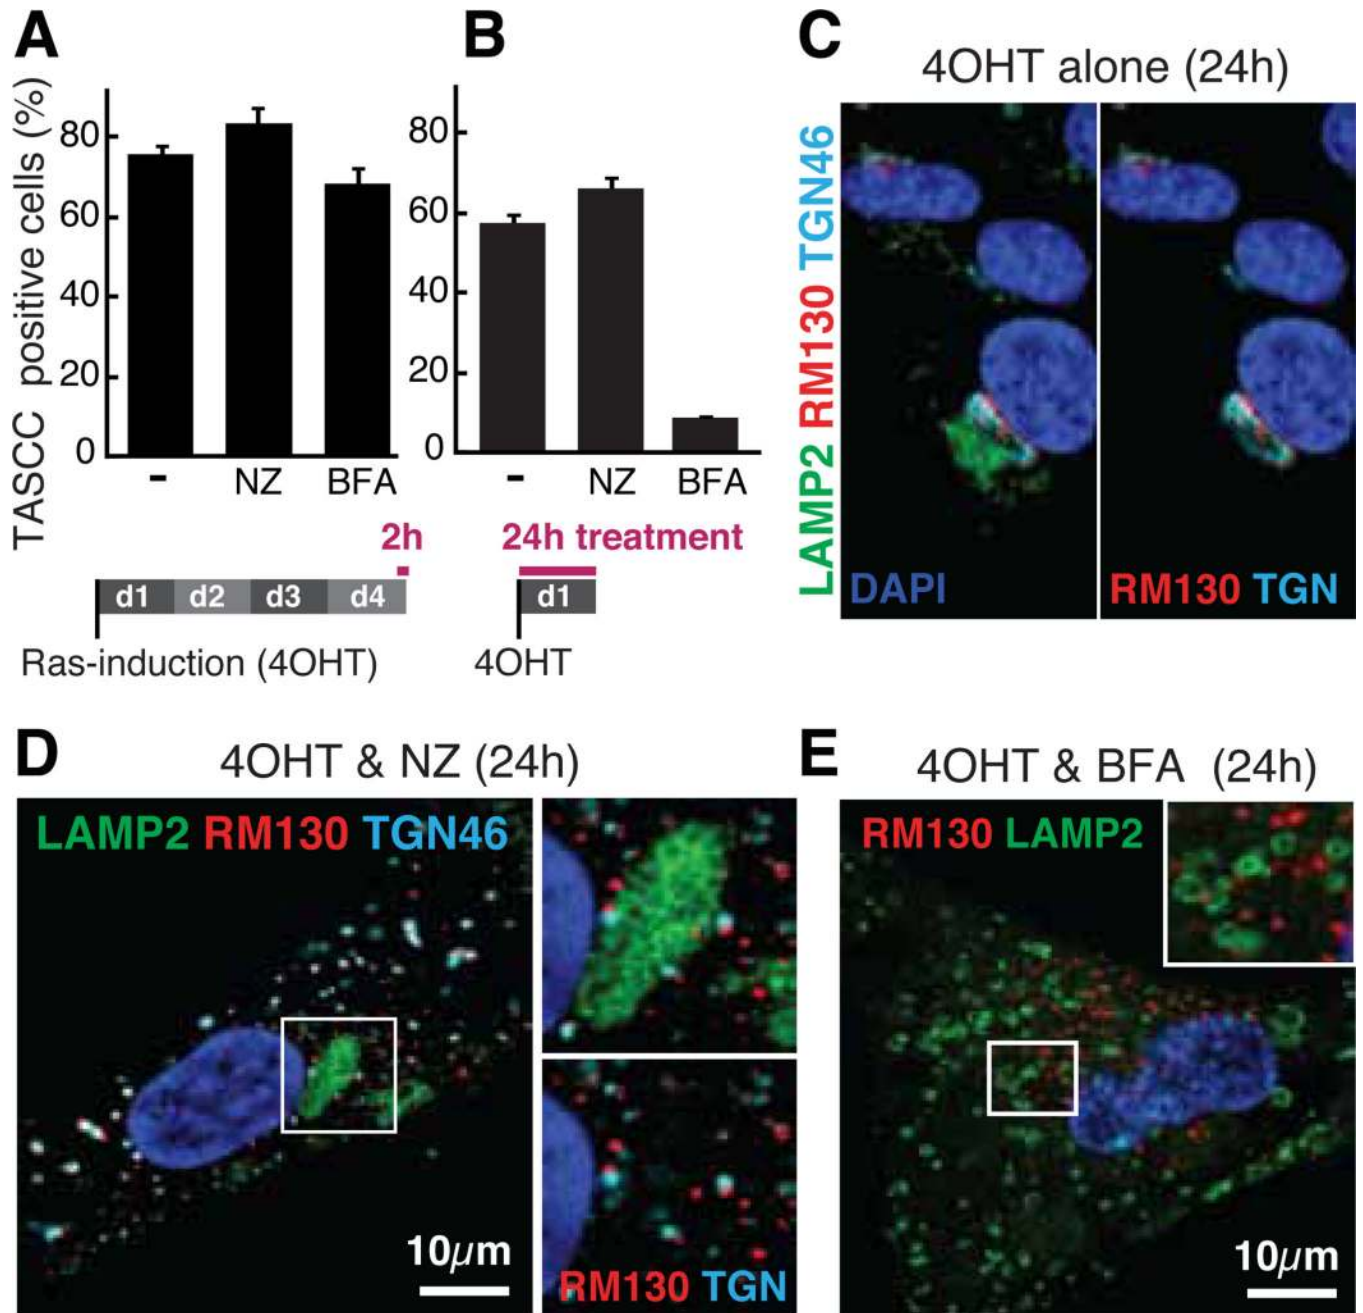 A
TASCC positive cells (%)
80
60
40
20
0
-
NZ
BFA
2h
d1
d2
d3
d4
Ras-induction (4OHT)
B
80
60
40
20
0
-
NZ
BFA
24h treatment
d1
4OHT
C
4OHT alone (24h)
LAMP2 RM130 TGN46
DAPI
RM130 TGN
D
4OHT & NZ (24h)
LAMP2 RM130 TGN46
10μm
RM130 TGN
E
4OHT & BFA (24h)
RM130 LAMP2
10μm